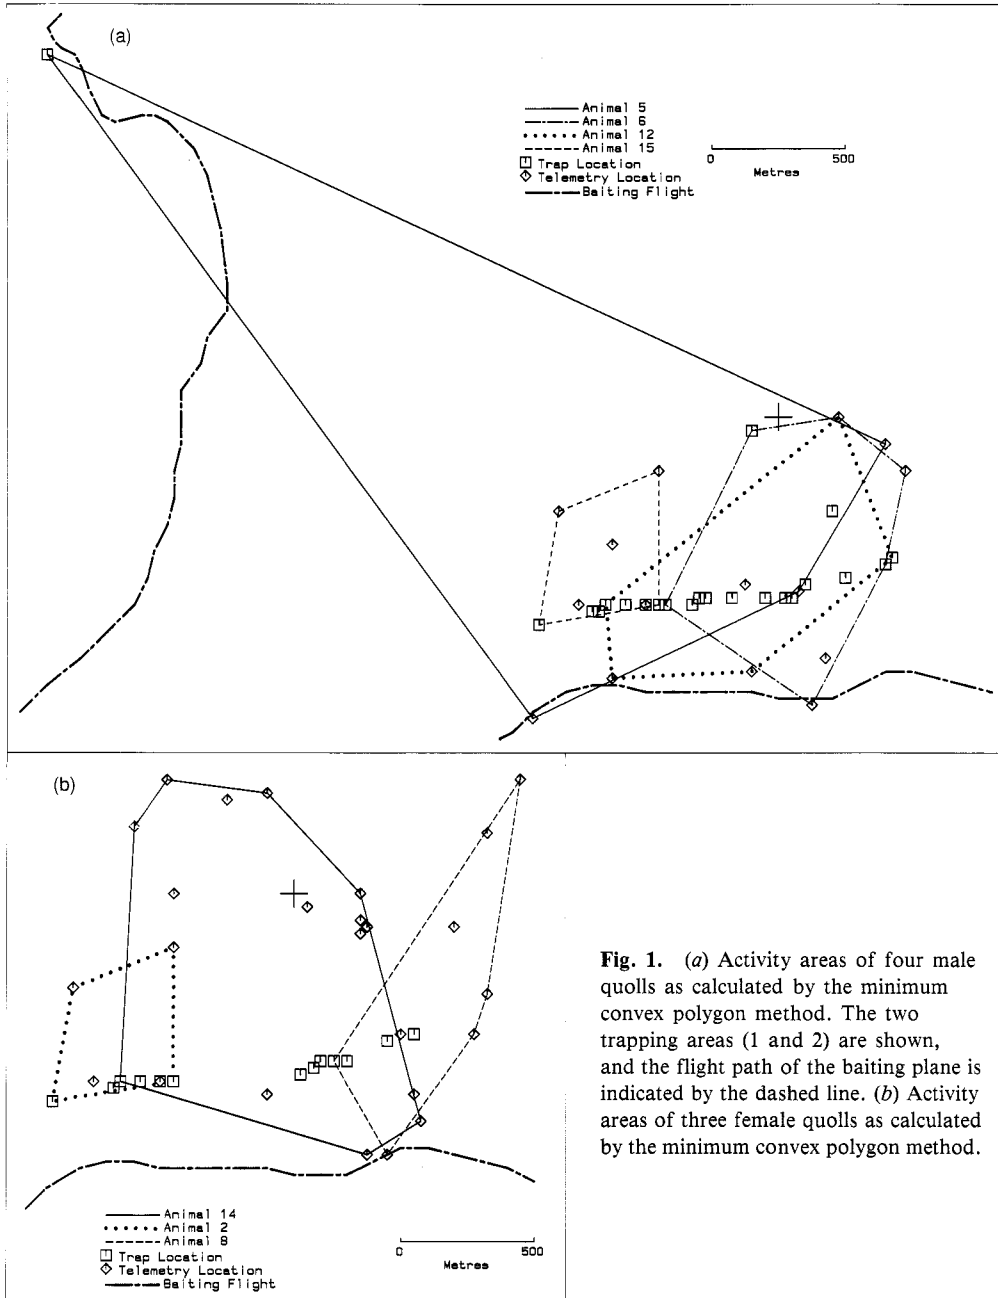 (a)
Animal 5
Animal 6
Animal 12
Animal 15
Trap Location
Telemetry Location
Baiting Flight
0 500
Metres
(b)
Animal 14
Animal 2
Animal 8
Trap Location
Telemetry Location
Baiting Flight
0 500
Metres
Fig. 1. (a) Activity areas of four male
quolls as calculated by the minimum
convex polygon method. The two
trapping areas (1 and 2) are shown,
and the flight path of the baiting plane is
indicated by the dashed line. (b) Activity
areas of three female quolls as calculated
by the minimum convex polygon method.